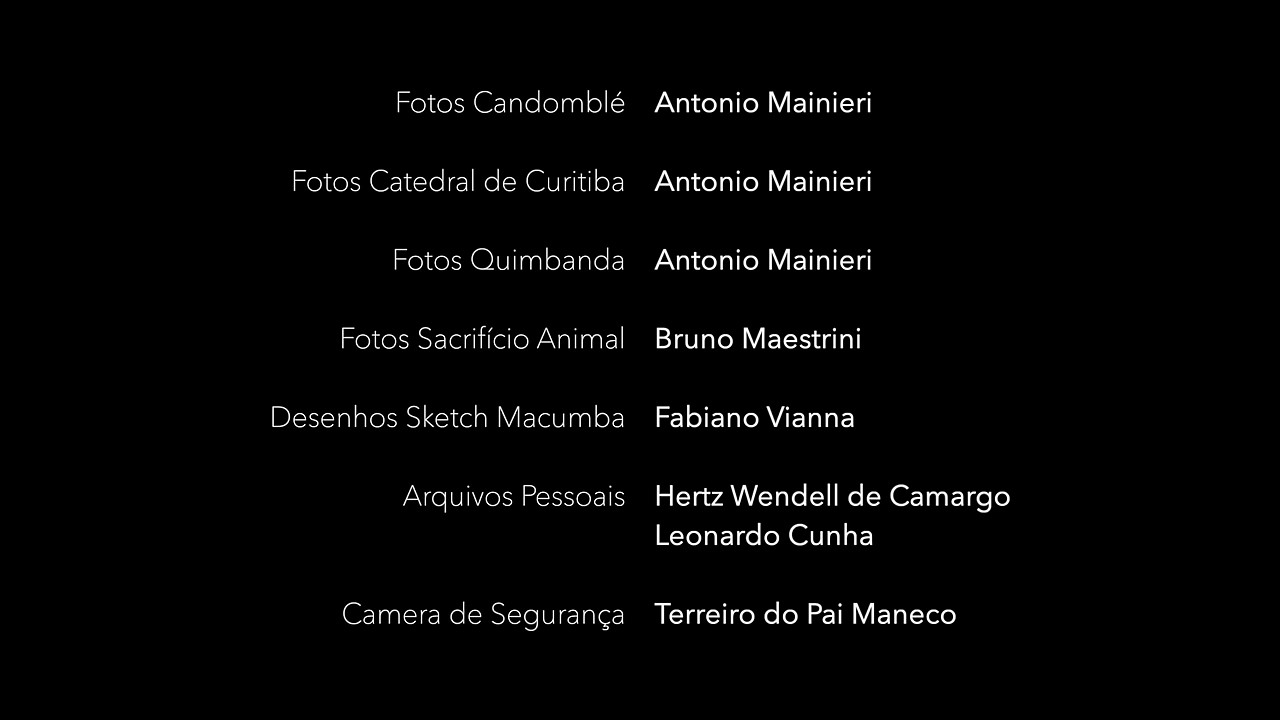 Fotos Candomblé Antonio Mainieri
Fotos Catedral de Curitiba Antonio Mainieri
Fotos Quimbanda Antonio Mainieri
Fotos Sacrifício Animal Bruno Maestrini
Desenhos Sketch Macumba Fabiano Vianna
Arquivos Pessoais Hertz Wendell de Camargo
Leonardo Cunha
Camera de Segurança Terreiro do Pai Maneco